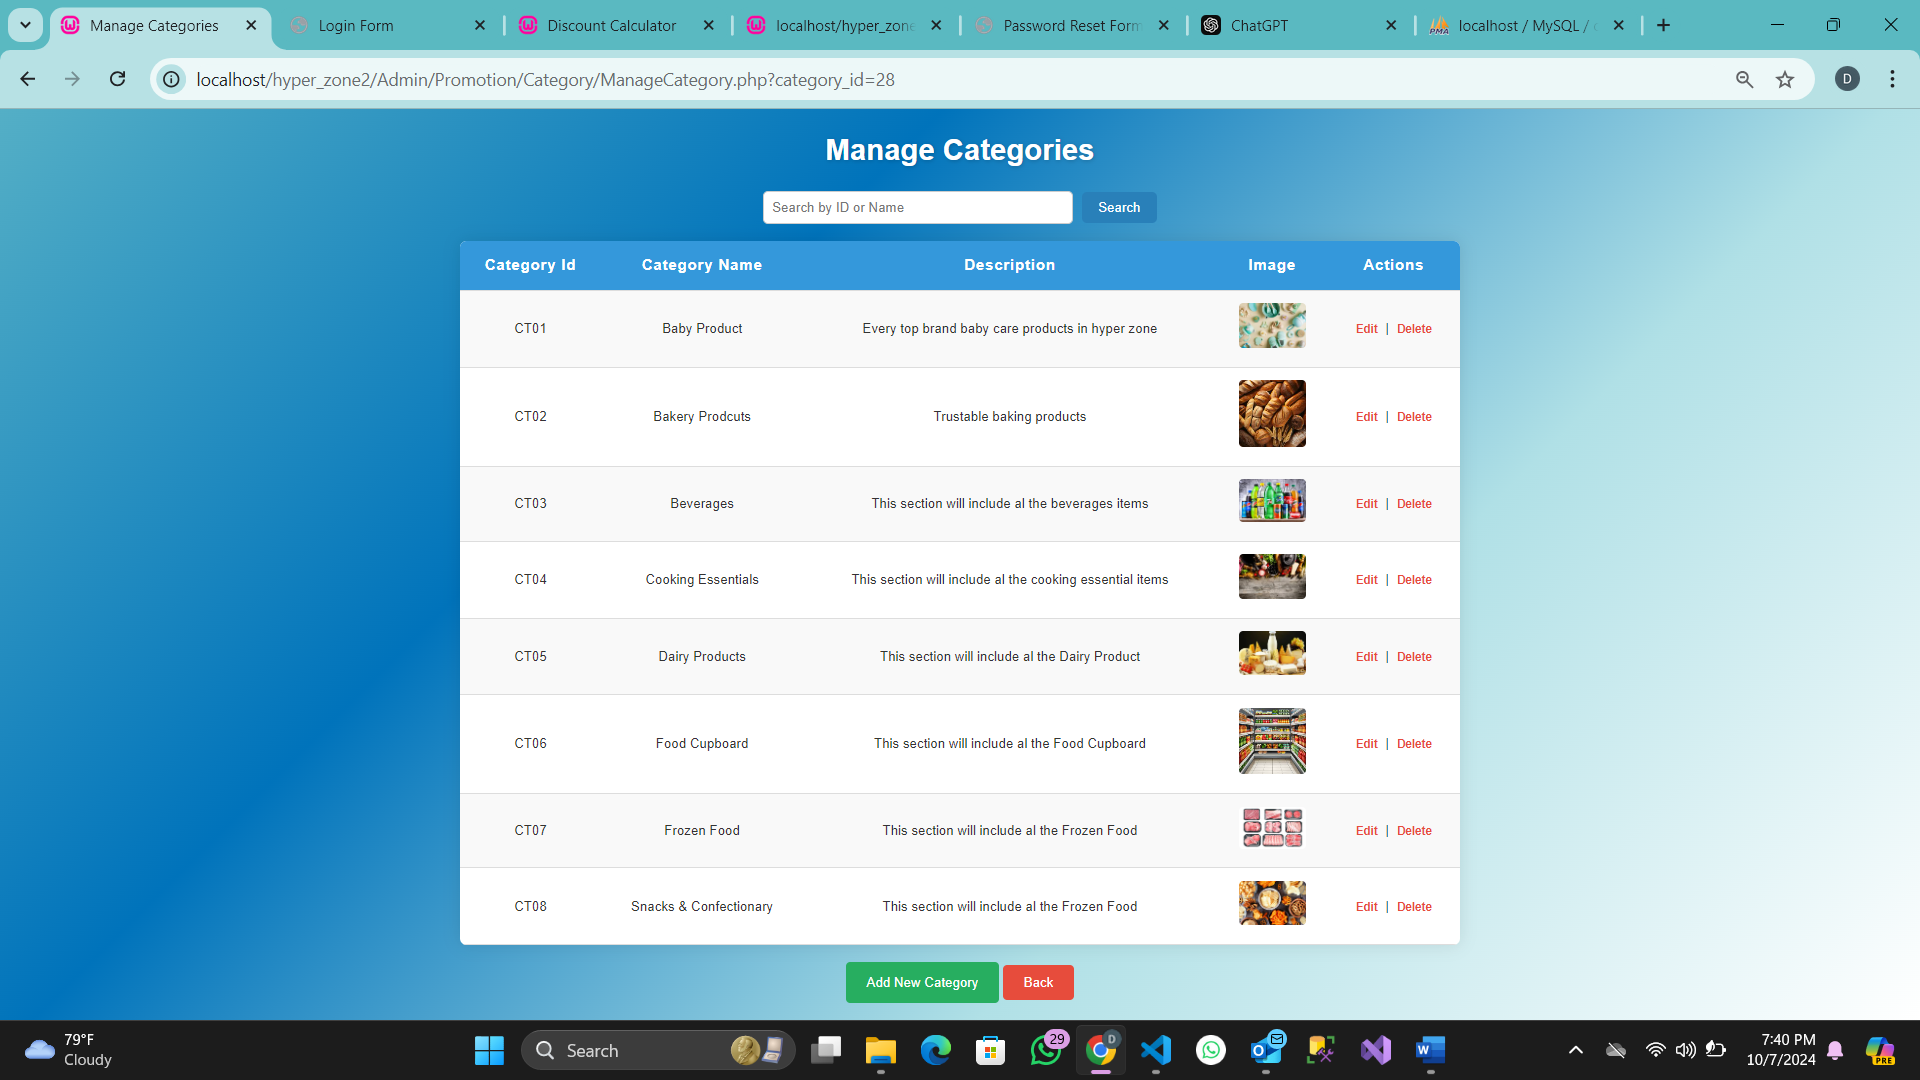 Manage Categories
Login Form
Discount Calculator
localhost/hyper_zone
Password Reset Form
ChatGPT
localhost / MySQL /
localhost/hyper_zone2/Admin/Promotion/Category/ManageCategory.php?category_id=28
D
Manage Categories
Search by ID or Name
Search
Category Id Category Name Description Image Actions
CT01 Baby Product Every top brand baby care products in hyper zone Edit | Delete
CT02 Bakery Prodcuts Trustable baking products Edit | Delete
CT03 Beverages This section will include al the beverages items Edit | Delete
CT04 Cooking Essentials This section will include al the cooking essential items Edit | Delete
CT05 Dairy Products This section will include al the Dairy Product Edit | Delete
CT06 Food Cupboard This section will include al the Food Cupboard Edit | Delete
CT07 Frozen Food This section will include al the Frozen Food Edit | Delete
CT08 Snacks & Confectionary This section will include al the Frozen Food Edit | Delete
Add New Category Back
79°F
Cloudy
Search
29
D
7:40 PM
10/7/2024
PRE